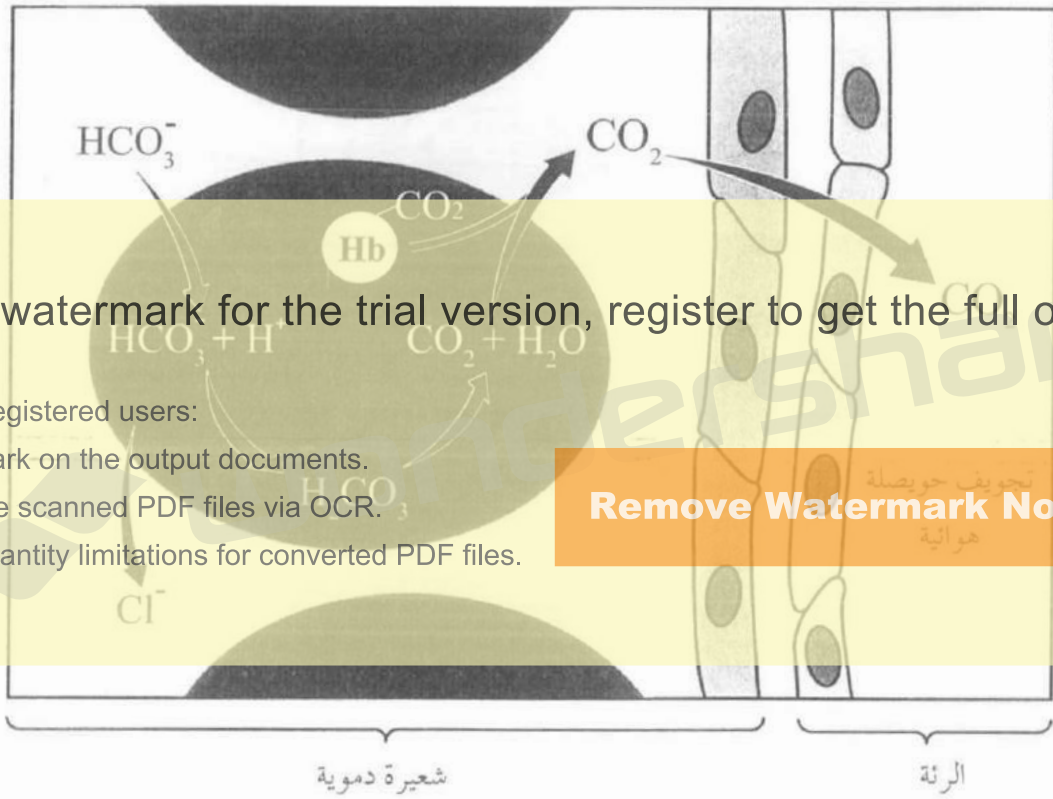 HCO₃⁻
CO₂
CO₂
Hb
watermark for the trial version, register to get the full
HCO₃ + H⁺
CO₂ + H₂O
CO
egistered users:
ark on the output documents.
e scanned PDF files via OCR.
antity limitations for converted PDF files.
H₂CO₃
Remove Watermark No
تجويف حويصلة
هوائية
Cl⁻
شعيرة دموية
الرئة